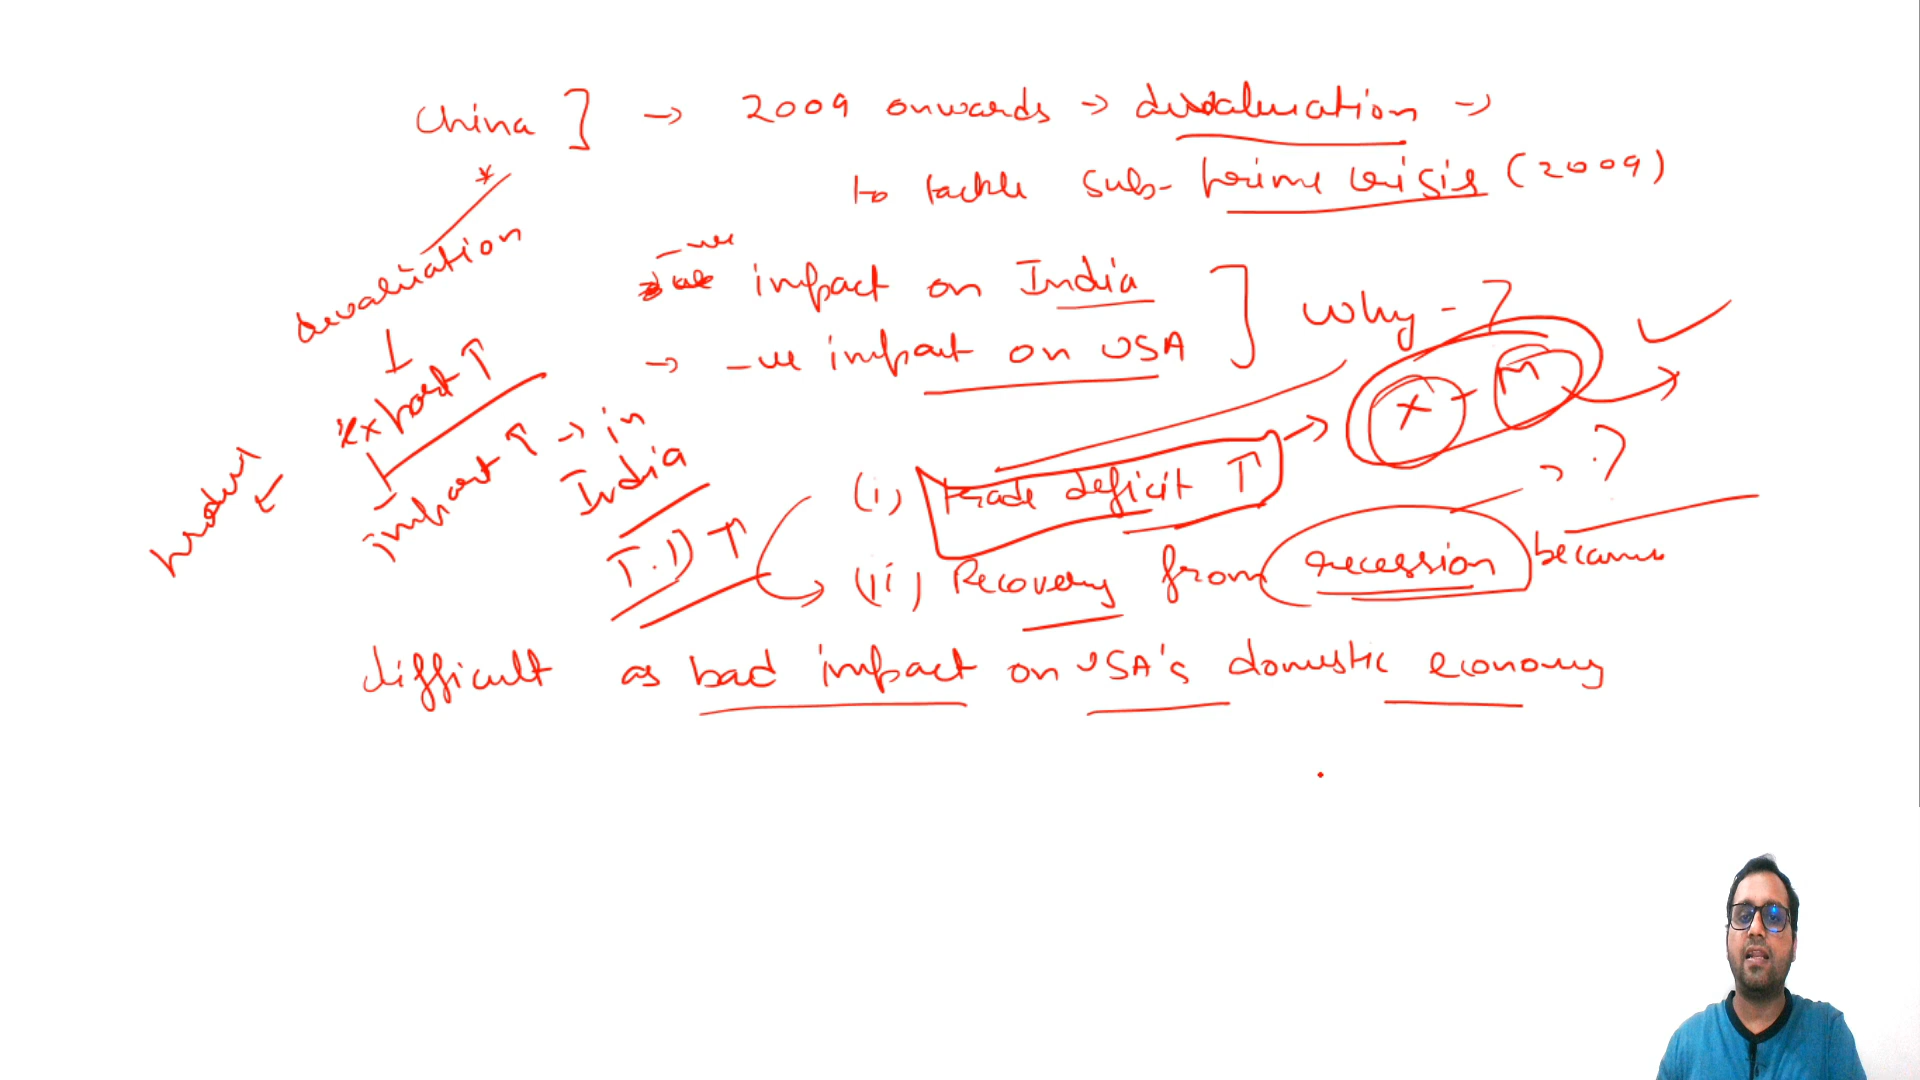 China ] → 2009 onwards → devaluation →
to tackle sub-prime crisis (2009)
-ve impact on India
→ -ve impact on USA
] Why - ?
devaluation
↓
export ↑
import ↑ → in
India
T.D ↑
(i) trade deficit ↑ → X - M
→ ?
(ii) Recovery from recession became
difficult as bad impact on USA's domestic economy